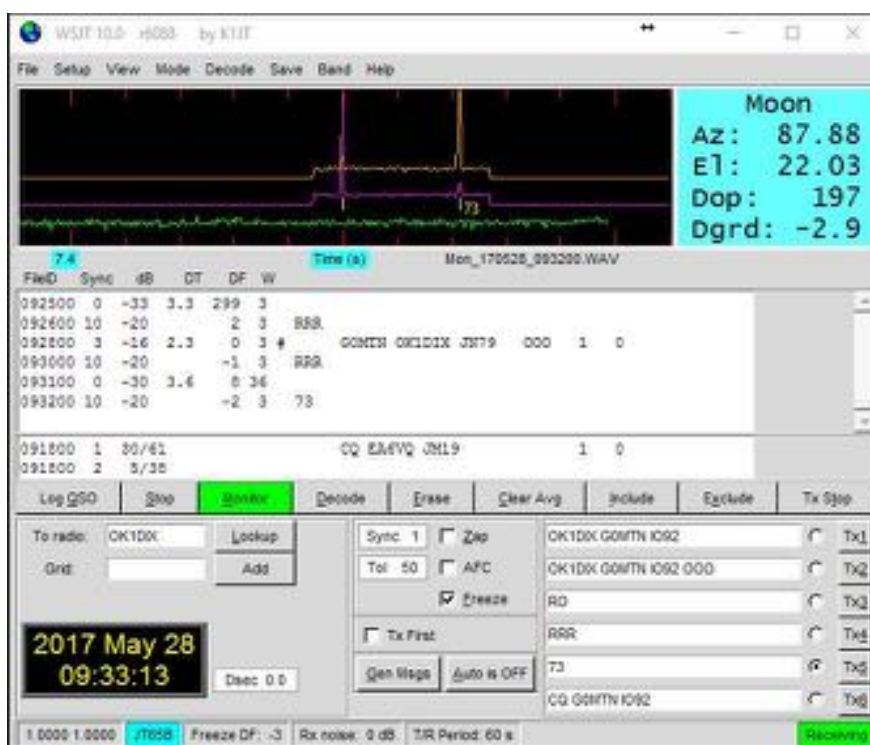 WSJT 10.0 r6088 by K1JT
File Setup View Mode Decode Save Band Help
Moon
Az: 87.88
El: 22.03
Dop: 197
Dgrd: -2.9
73
7.4 Time (s) Mon_170528_093200.WAV
FileID Sync dB DT DF W
092500 0 -33 3.3 299 3
092600 10 -20 2 3 RRR
092800 3 -16 2.3 0 3 # G0MTN OK1DIX JN79 OOO 1 0
093000 10 -20 -1 3 RRR
093100 0 -30 3.6 8 36
093200 10 -20 -2 3 73
091800 1 30/61 CQ EA6VQ JM19 1 0
091800 2 5/38
Log QSO Stop Monitor Decode Erase Clear Avg Include Exclude Tx Stop
To radio: OK1DIX Lookup
Grid: Add
2017 May 28
09:33:13
Dsec 0.0
Sync 1 Zap
Tol 50 AFC
Freeze
Tx First
Gen Msgs Auto is OFF
OK1DIX G0MTN IO92 Tx1
OK1DIX G0MTN IO92 OOO Tx2
RO Tx3
RRR Tx4
73 Tx5
CQ G0MTN IO92 Tx6
1.0000 1.0000 JT65B Freeze DF: -3 Rx noise: 0 dB T/R Period: 60 s Receiving